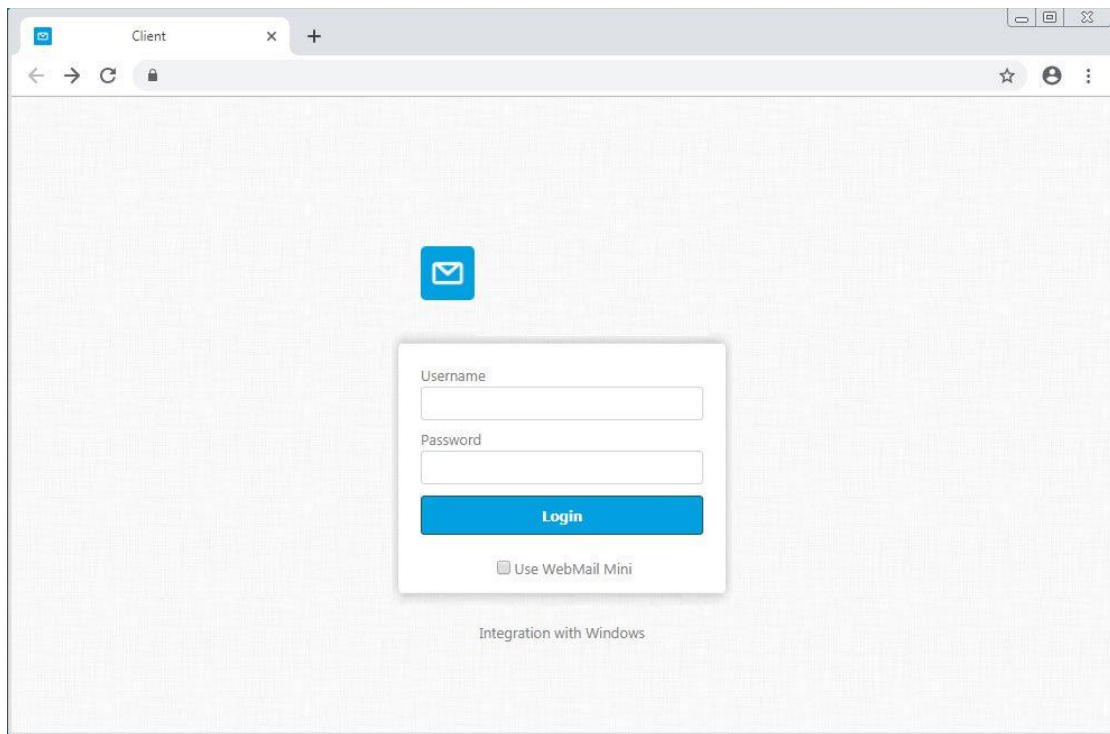 Client
Username
Password
Login
Use WebMail Mini
Integration with Windows